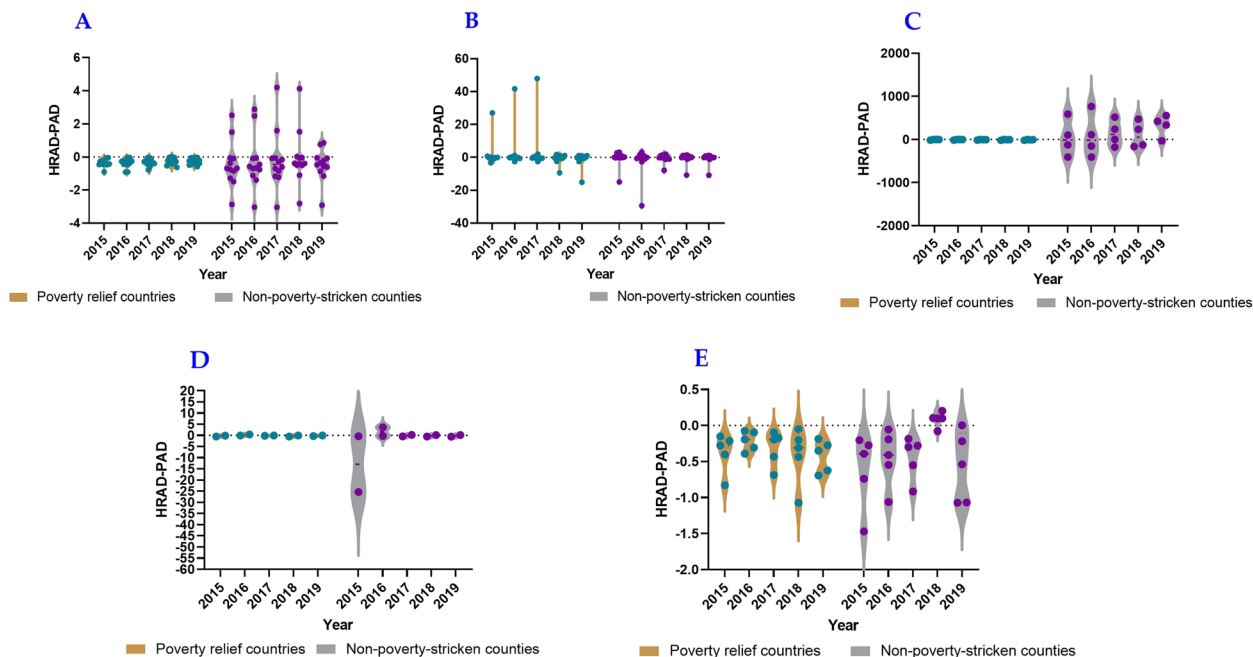 A
HRAD-PAD
6
4
2
0
-2
-4
2015 2016 2017 2018 2019 2015 2016 2017 2018 2019
Year
Poverty relief countries Non-poverty-stricken counties
B
HRAD-PAD
60
40
20
0
-20
-40
2015 2016 2017 2018 2019 2015 2016 2017 2018 2019
Year
Non-poverty-stricken counties
C
HRAD-PAD
2000
1000
0
-1000
-2000
2015 2016 2017 2018 2019 2015 2016 2017 2018 2019
Year
Poverty relief countries Non-poverty-stricken counties
D
HRAD-PAD
20
15
10
5
0
-5
-10
-15
-20
-25
-30
-35
-40
-45
-50
-55
-60
2015 2016 2017 2018 2019 2015 2016 2017 2018 2019
Year
Poverty relief countries Non-poverty-stricken counties
E
HRAD-PAD
0.5
0.0
-0.5
-1.0
-1.5
-2.0
2015 2016 2017 2018 2019 2015 2016 2017 2018 2019
Year
Poverty relief countries Non-poverty-stricken counties